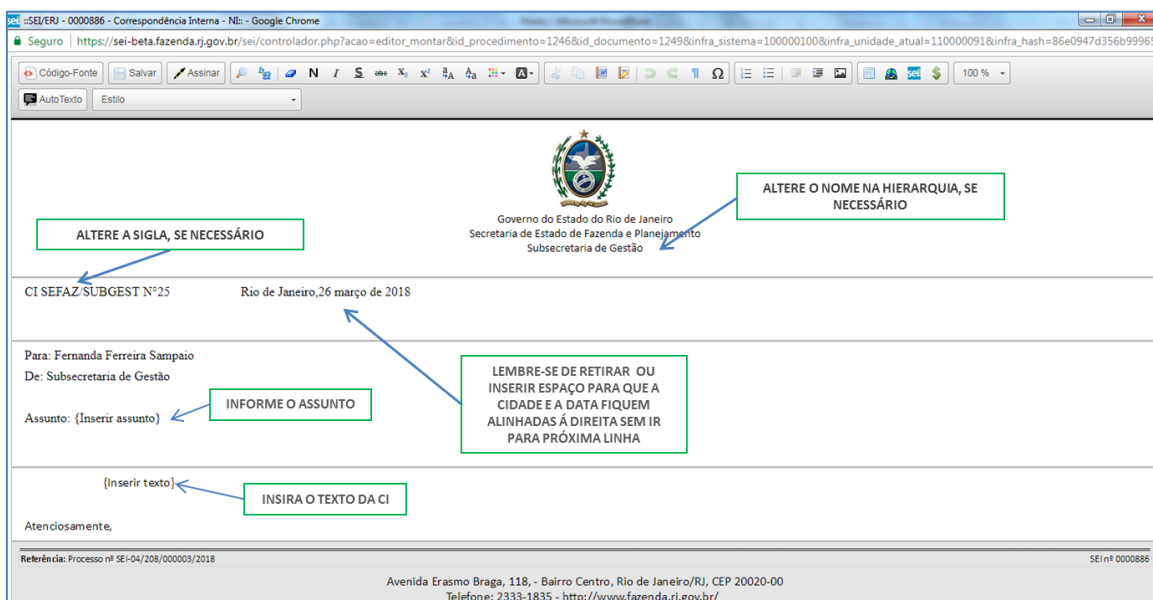 sei ::SEI/ERJ - 0000886 - Correspondência Interna - NI:: - Google Chrome
Seguro | https://sei-beta.fazenda.rj.gov.br/sei/controlador.php?acao=editor_montar&id_procedimento=1246&id_documento=1249&infra_sistema=100000100&infra_unidade_atual=110000091&infra_hash=86e0947d356b99965
Código-Fonte Salvar Assinar N I S abc X₂ X² Ω sei $ 100 %
AutoTexto Estilo
Governo do Estado do Rio de Janeiro
Secretaria de Estado de Fazenda e Planejamento
Subsecretaria de Gestão
ALTERE O NOME NA HIERARQUIA, SE
NECESSÁRIO
ALTERE A SIGLA, SE NECESSÁRIO
CI SEFAZ/SUBGEST N°25 Rio de Janeiro,26 março de 2018
Para: Fernanda Ferreira Sampaio
De: Subsecretaria de Gestão
Assunto: {Inserir assunto}
INFORME O ASSUNTO
LEMBRE-SE DE RETIRAR OU
INSERIR ESPAÇO PARA QUE A
CIDADE E A DATA FIQUEM
ALINHADAS Á DIREITA SEM IR
PARA PRÓXIMA LINHA
{Inserir texto}
INSIRA O TEXTO DA CI
Atenciosamente,
Referência: Processo nº SEI-04/208/000003/2018 SEI nº 0000886
Avenida Erasmo Braga, 118, - Bairro Centro, Rio de Janeiro/RJ, CEP 20020-00
Telefone: 2333-1835 - http://www.fazenda.rj.gov.br/